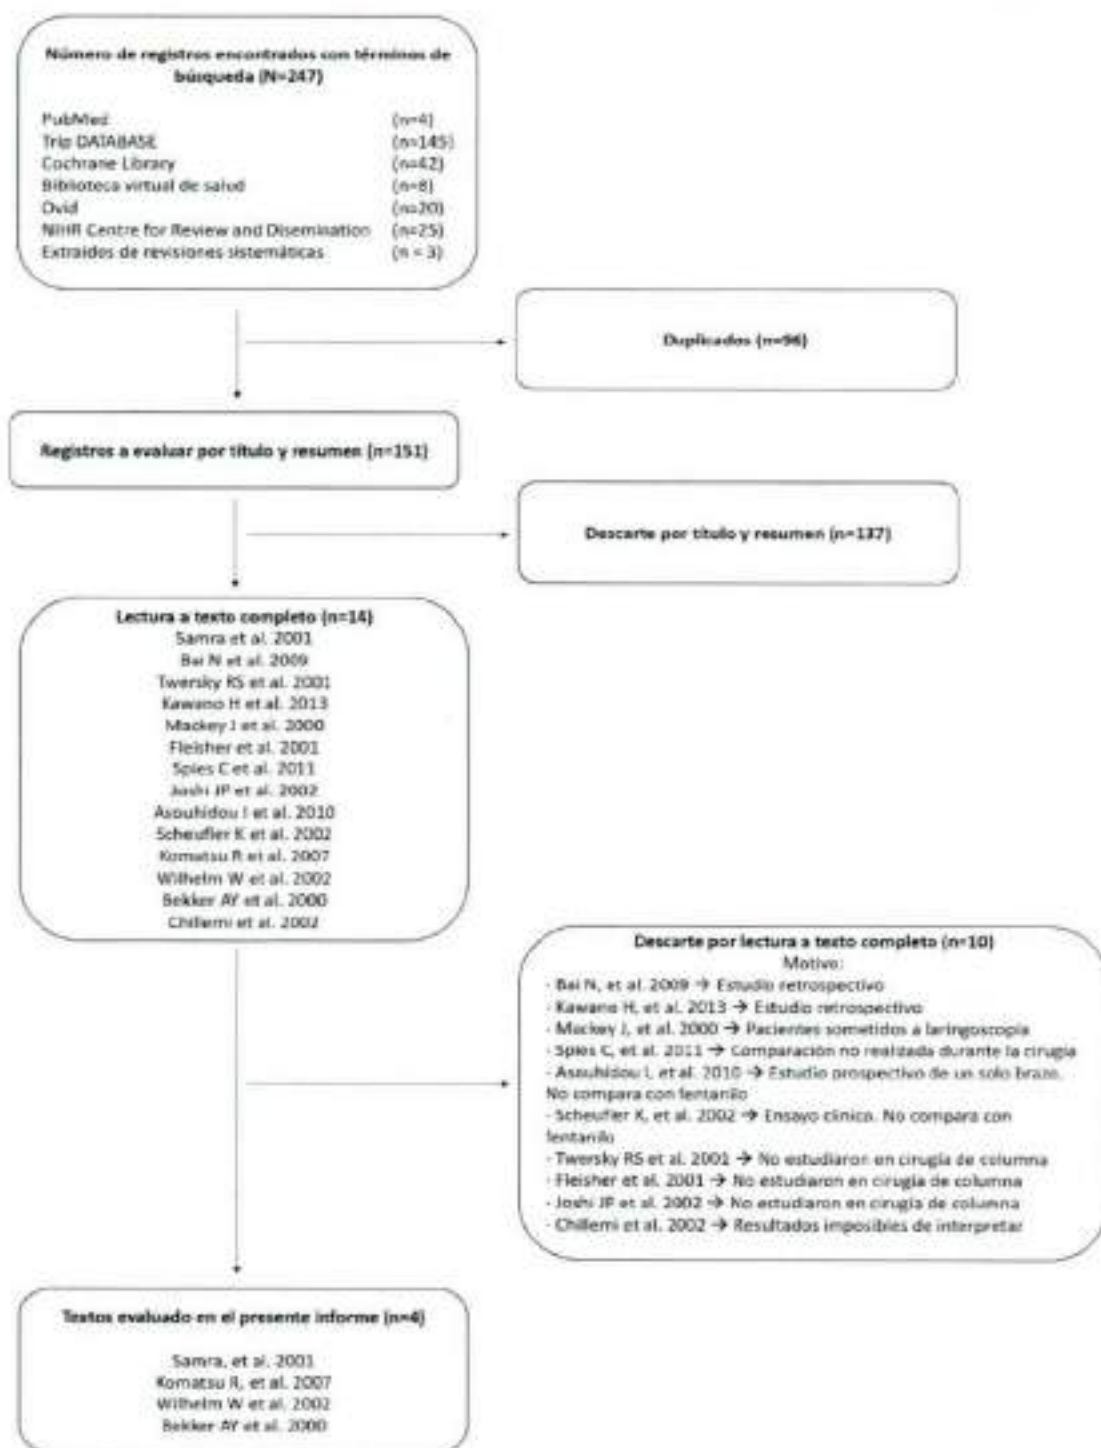 Número de registros encontrados con términos de
búsqueda (N=247)
PubMed (n=4)
Trip DATABASE (n=145)
Cochrane Library (n=42)
Biblioteca virtual de salud (n=8)
Ovid (n=20)
NIHR Centre for Review and Disemination (n=25)
Extraídos de revisiones sistemáticas (n = 3)
Duplicados (n=96)
Registros a evaluar por título y resumen (n=151)
Descarte por título y resumen (n=137)
Lectura a texto completo (n=14)
Samra et al. 2001
Bai N et al. 2009
Twersky RS et al. 2001
Kawano H et al. 2013
Mackey J et al. 2000
Fleisher et al. 2001
Spies C et al. 2011
Joshi JP et al. 2002
Asouhidou I et al. 2010
Scheufler K et al. 2002
Komatsu R et al. 2007
Wilhelm W et al. 2002
Bekker AY et al. 2000
Chillemi et al. 2002
Descarte por lectura a texto completo (n=10)
Motivo:
- Bai N, et al. 2009 → Estudio retrospectivo
- Kawano H, et al. 2013 → Estudio retrospectivo
- Mackey J, et al. 2000 → Pacientes sometidos a laringoscopia
- Spies C, et al. 2011 → Comparación no realizada durante la cirugía
- Asouhidou I, et al. 2010 → Estudio prospectivo de un solo brazo.
No compara con fentanilo
- Scheufler K, et al. 2002 → Ensayo clínico. No compara con
fentanilo
- Twersky RS et al. 2001 → No estudiaron en cirugía de columna
- Fleisher et al. 2001 → No estudiaron en cirugía de columna
- Joshi JP et al. 2002 → No estudiaron en cirugía de columna
- Chillemi et al. 2002 → Resultados imposibles de interpretar
Textos evaluado en el presente informe (n=4)
Samra, et al. 2001
Komatsu R, et al. 2007
Wilhelm W et al. 2002
Bekker AY et al. 2000